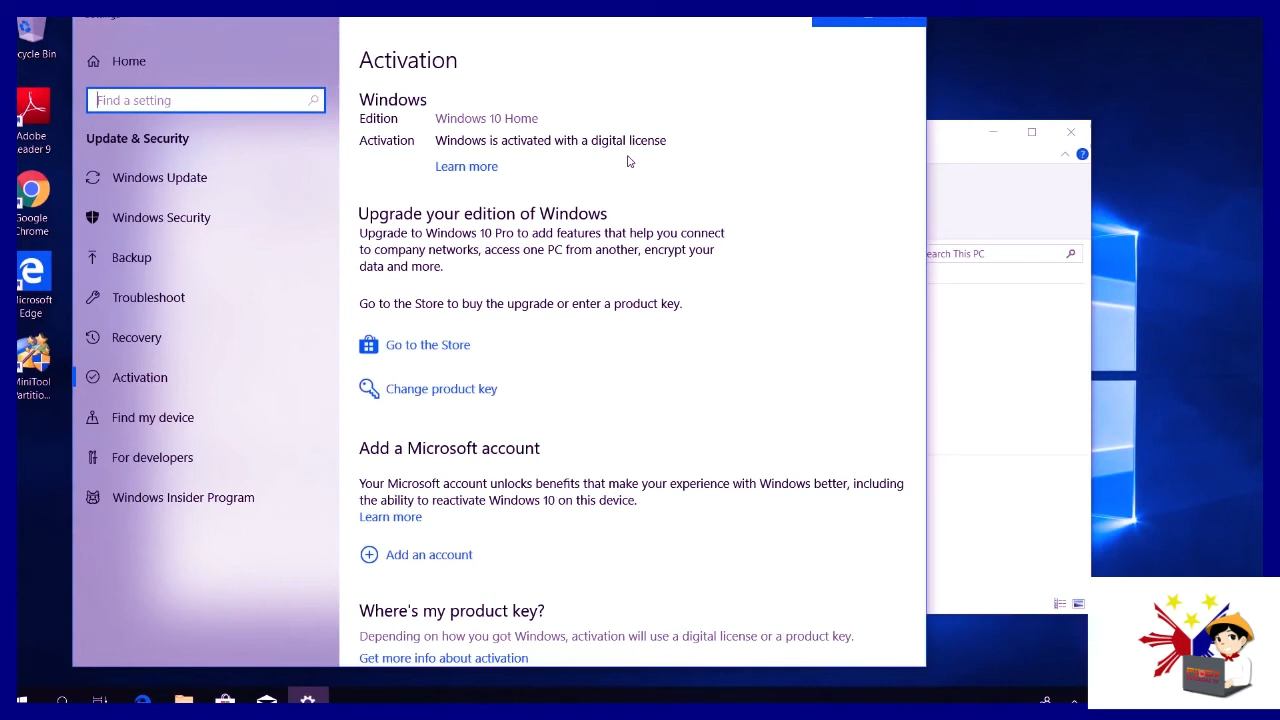 cycle Bin
Adobe
eader 9
Google
Chrome
icrosoft
Edge
MiniTool
Partitio...
Home
Find a setting
Update & Security
Windows Update
Windows Security
Backup
Troubleshoot
Recovery
Activation
Find my device
For developers
Windows Insider Program
Activation
Windows
Edition Windows 10 Home
Activation Windows is activated with a digital license
Learn more
Upgrade your edition of Windows
Upgrade to Windows 10 Pro to add features that help you connect
to company networks, access one PC from another, encrypt your
data and more.
Go to the Store to buy the upgrade or enter a product key.
Go to the Store
Change product key
Add a Microsoft account
Your Microsoft account unlocks benefits that make your experience with Windows better, including
the ability to reactivate Windows 10 on this device.
Learn more
Add an account
Where's my product key?
Depending on how you got Windows, activation will use a digital license or a product key.
Get more info about activation
earch This PC